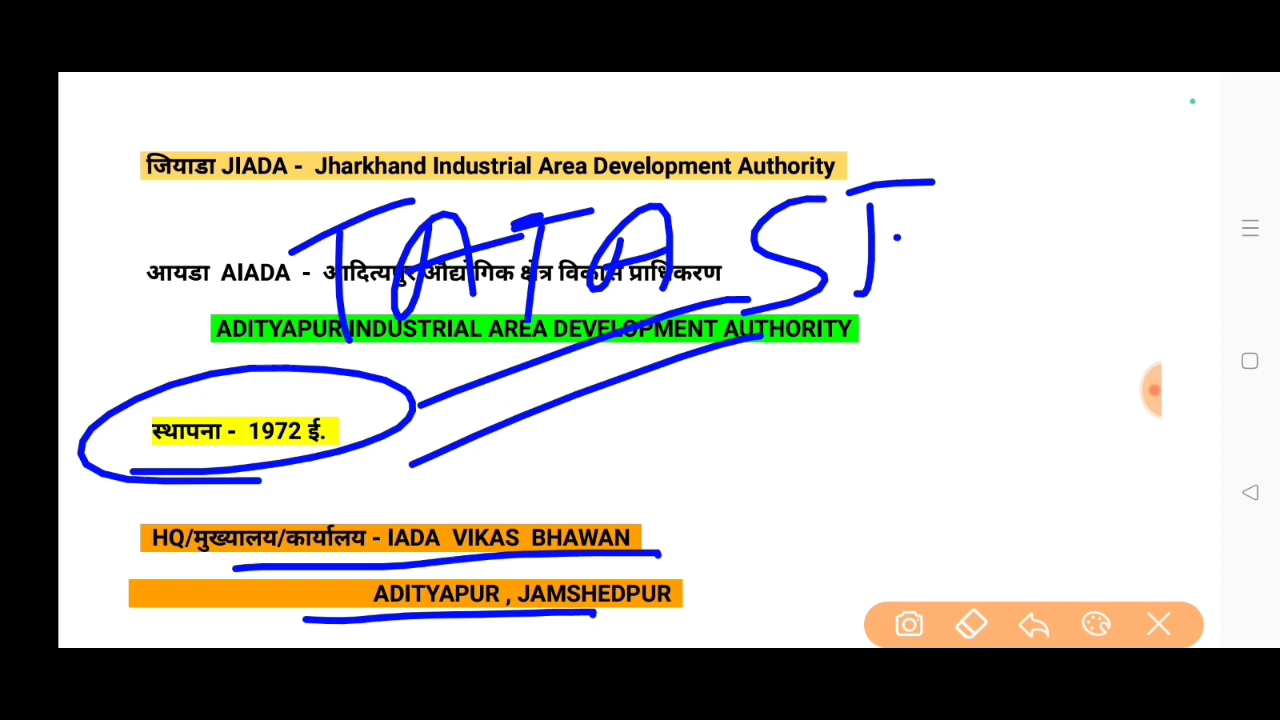 जियाडा JIADA - Jharkhand Industrial Area Development Authority
TATA ST
आयडा AIADA - आदित्यपुर औद्योगिक क्षेत्र विकास प्राधिकरण
ADITYAPUR INDUSTRIAL AREA DEVELOPMENT AUTHORITY
स्थापना - 1972 ई.
HQ/मुख्यालय/कार्यालय - IADA VIKAS BHAWAN
ADITYAPUR , JAMSHEDPUR